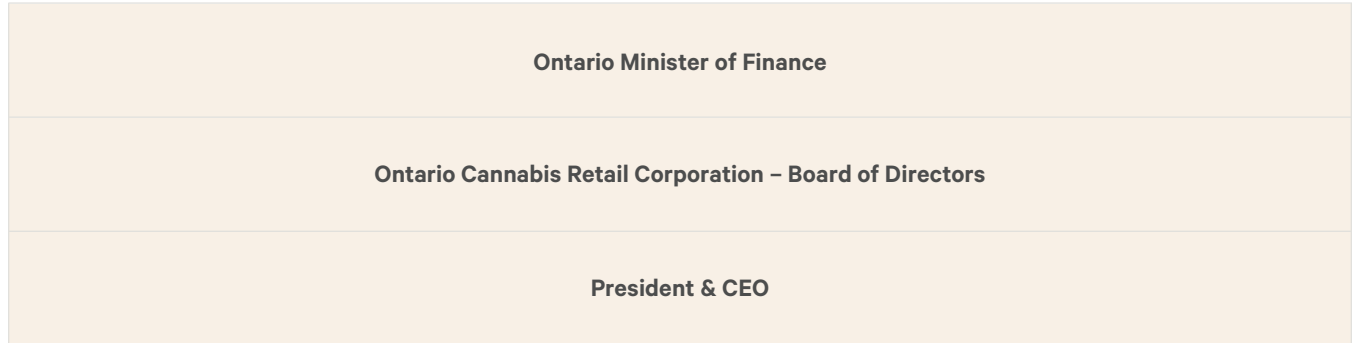 Ontario Minister of Finance
Ontario Cannabis Retail Corporation – Board of Directors
President & CEO